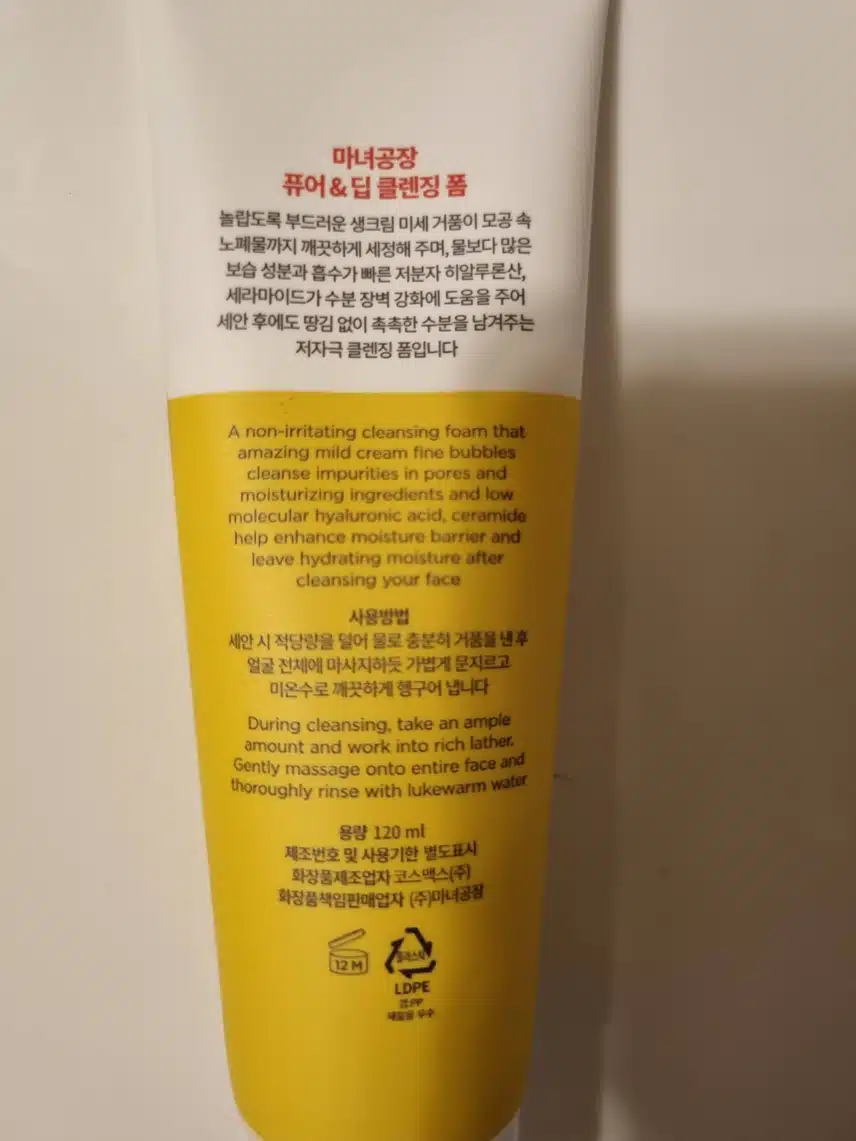 마녀공장
퓨어&딥 클렌징 폼
놀랍도록 부드러운 생크림 미세 거품이 모공 속
노폐물까지 깨끗하게 세정해 주며, 물보다 많은
보습 성분과 흡수가 빠른 저분자 히알루론산,
세라마이드가 수분 장벽 강화에 도움을 주어
세안 후에도 땅김 없이 촉촉한 수분을 남겨주는
저자극 클렌징 폼입니다
A non-irritating cleansing foam that
amazing mild cream fine bubbles
cleanse impurities in pores and
moisturizing ingredients and low
molecular hyaluronic acid, ceramide
help enhance moisture barrier and
leave hydrating moisture after
cleansing your face
사용방법
세안 시 적당량을 덜어 물로 충분히 거품을 낸 후
얼굴 전체에 마사지하듯 가볍게 문지르고
미온수로 깨끗하게 헹구어 냅니다
During cleansing, take an ample
amount and work into rich lather.
Gently massage onto entire face and
thoroughly rinse with lukewarm water
용량 120 ml
제조번호 및 사용기한 별도표시
화장품제조업자 코스맥스(주)
화장품책임판매업자 (주)마녀공장
12 M
플라스틱
LDPE
캡:PP
재활용 우수